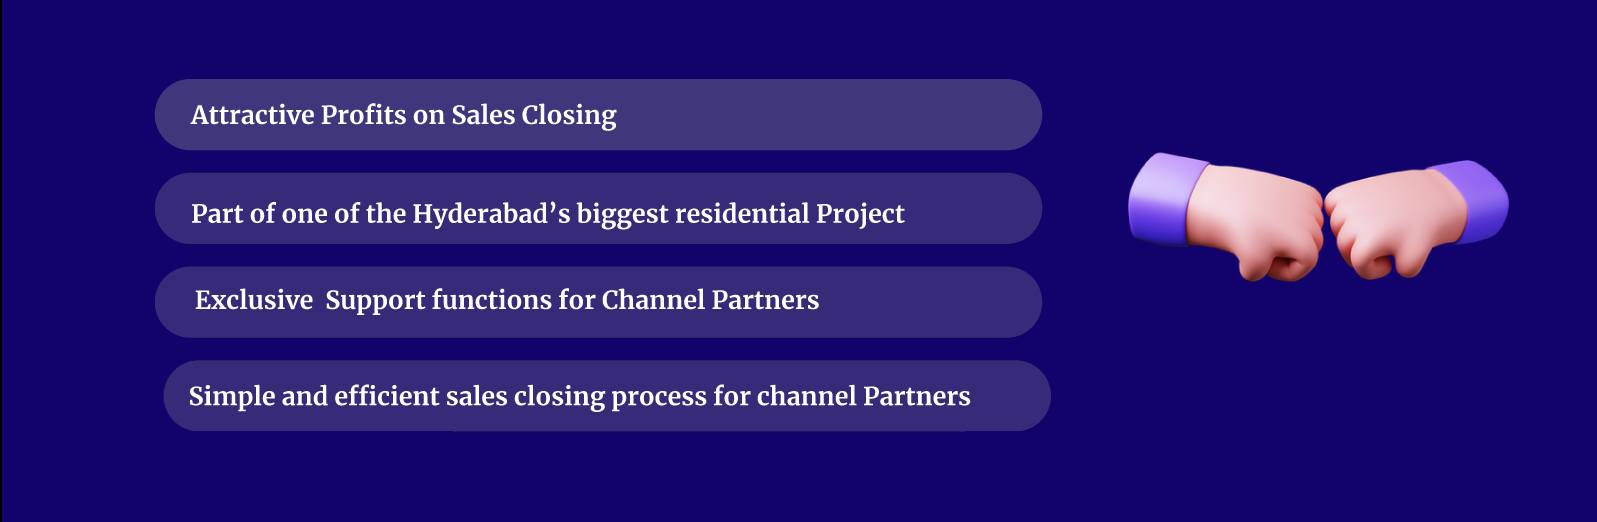 Attractive Profits on Sales Closing
Part of one of the Hyderabad’s biggest residential Project
Exclusive  Support functions for Channel Partners
Simple and efficient sales closing process for channel Partners